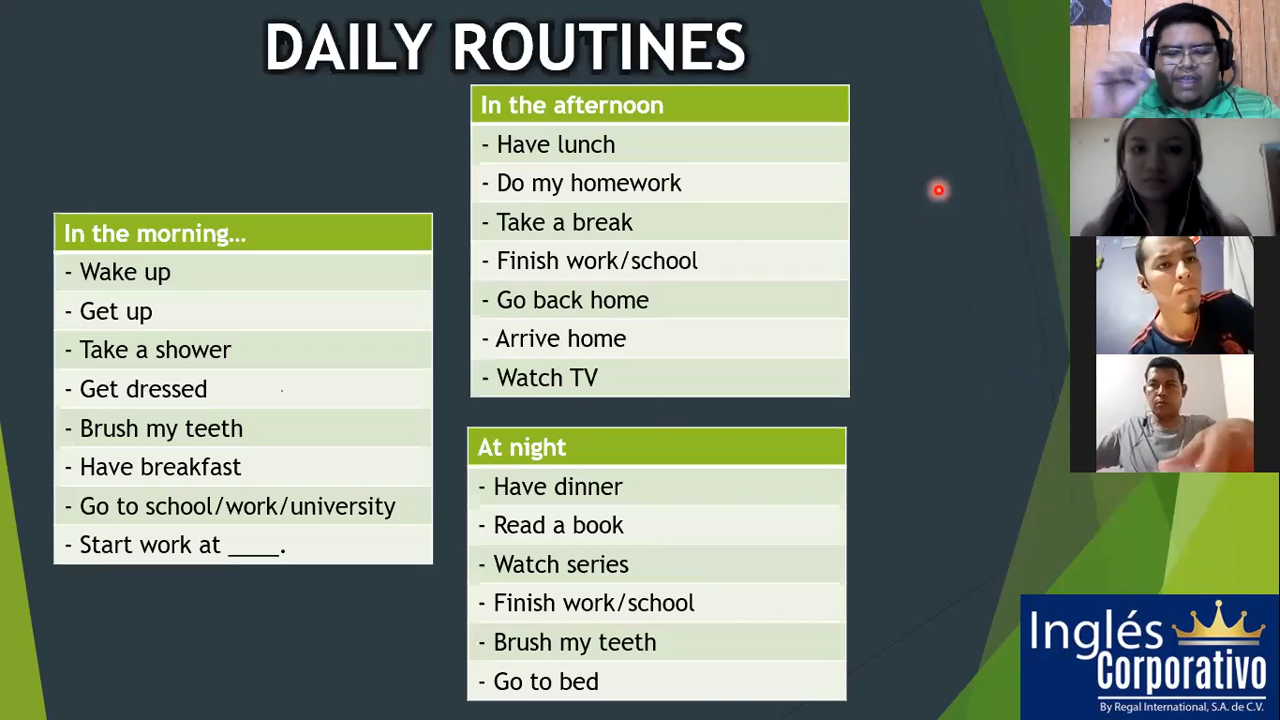 DAILY ROUTINES
In the morning…
- Wake up
- Get up
- Take a shower
- Get dressed
- Brush my teeth
- Have breakfast
- Go to school/work/university
- Start work at ____.
In the afternoon
- Have lunch
- Do my homework
- Take a break
- Finish work/school
- Go back home
- Arrive home
- Watch TV
At night
- Have dinner
- Read a book
- Watch series
- Finish work/school
- Brush my teeth
- Go to bed
Inglés
Corporativo
By Regal International, S.A. de C.V.